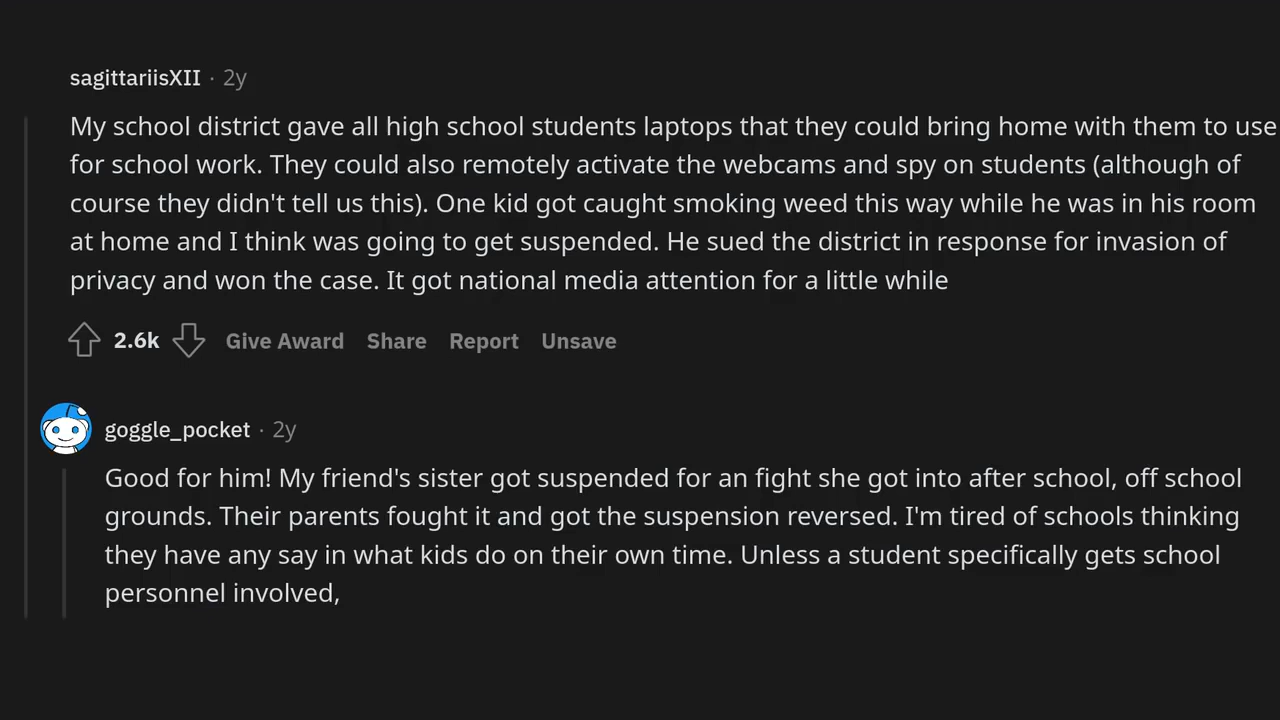 sagittariisXII · 2y
My school district gave all high school students laptops that they could bring home with them to use
for school work. They could also remotely activate the webcams and spy on students (although of
course they didn't tell us this). One kid got caught smoking weed this way while he was in his room
at home and I think was going to get suspended. He sued the district in response for invasion of
privacy and won the case. It got national media attention for a little while
2.6k Give Award Share Report Unsave
goggle_pocket · 2y
Good for him! My friend's sister got suspended for an fight she got into after school, off school
grounds. Their parents fought it and got the suspension reversed. I'm tired of schools thinking
they have any say in what kids do on their own time. Unless a student specifically gets school
personnel involved,